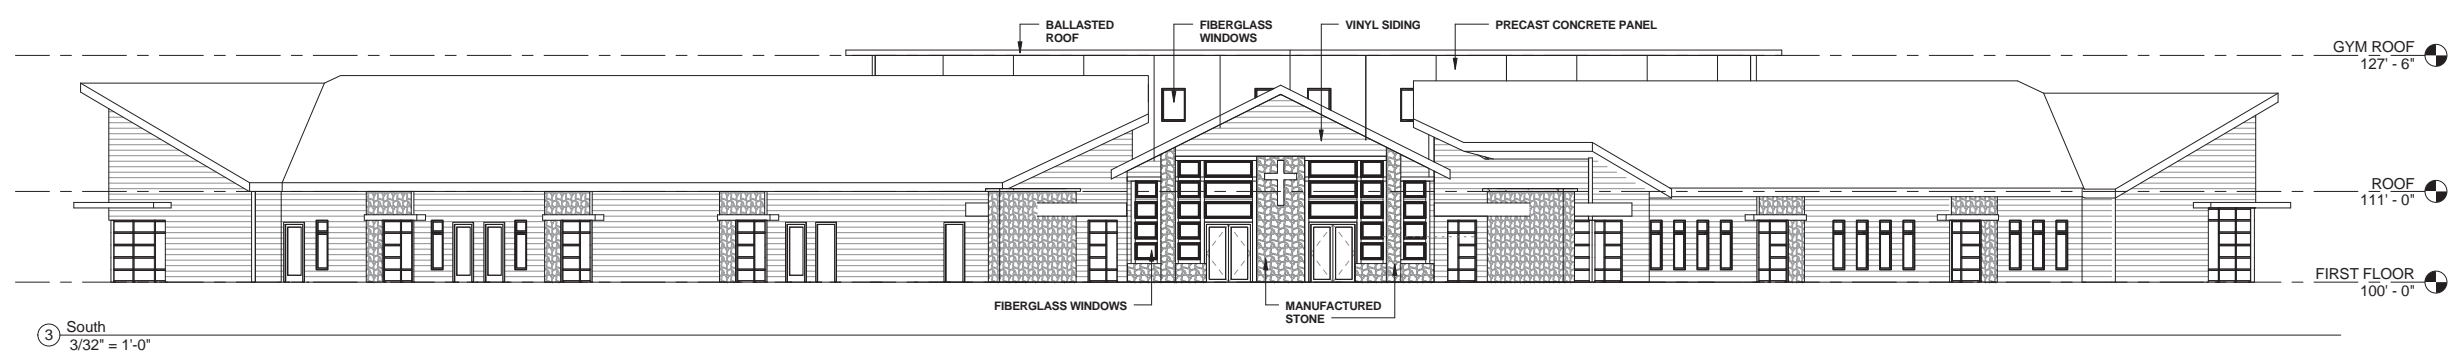 BALLASTED
ROOF
FIBERGLASS
WINDOWS
VINYL SIDING
PRECAST CONCRETE PANEL
GYM ROOF
127' - 6"
ROOF
111' - 0"
FIRST FLOOR
100' - 0"
FIBERGLASS WINDOWS
MANUFACTURED
STONE
3
South
3/32" = 1'-0"